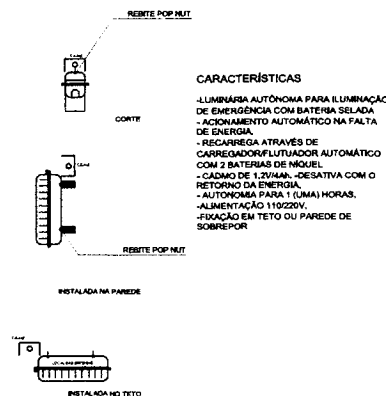 REBITE POP NUT
CORTE
REBITE POP NUT
INSTALADA NA PAREDE
INSTALADA NO TETO
CARACTERÍSTICAS
-LUMINÁRIA AUTÔNOMA PARA ILUMINAÇÃO
DE EMERGÊNCIA COM BATERIA SELADA
- ACIONAMENTO AUTOMÁTICO NA FALTA
DE ENERGIA.
- RECARREGA ATRAVÉS DE
CARREGADOR/FLUTUADOR AUTOMÁTICO
COM 2 BATERIAS DE NÍQUEL
- CÁDMO DE 1.2V/4Ah. -DESATIVA COM O
RETORNO DA ENERGIA.
- AUTONOMIA PARA 1 (UMA) HORAS.
-ALIMENTAÇÃO 110/220V.
-FIXAÇÃO EM TETO OU PAREDE DE
SOBREPOR